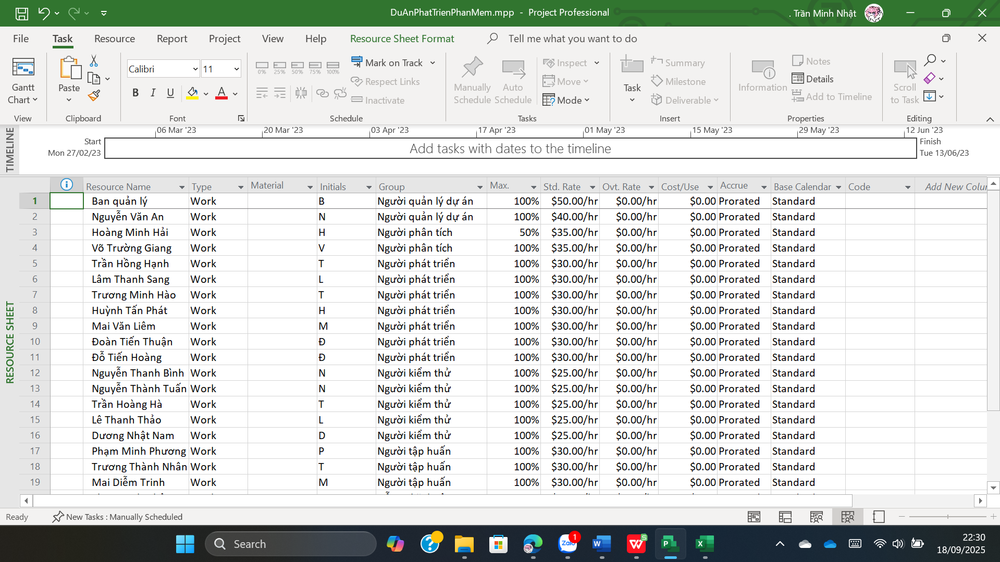 DuAnPhatTrienPhanMem.mpp - Project Professional
. Trần Minh Nhật
File Task Resource Report Project View Help Resource Sheet Format Tell me what you want to do
Gantt Chart
View
Paste
Clipboard
Calibri 11
B I U A
Font
0% 25% 50% 75% 100%
Mark on Track
Respect Links
Inactivate
Schedule
Manually Schedule
Auto Schedule
Inspect
Move
Mode
Tasks
Task
Summary
Milestone
Deliverable
Insert
Information
Notes
Details
Add to Timeline
Properties
Scroll to Task
Editing
TIMELINE
06 Mar '23 20 Mar '23 03 Apr '23 17 Apr '23 01 May '23 15 May '23 29 May '23 12 Jun '23
Start
Mon 27/02/23
Add tasks with dates to the timeline
Finish
Tue 13/06/23
RESOURCE SHEET
Resource Name Type Material Initials Group Max. Std. Rate Ovt. Rate Cost/Use Accrue Base Calendar Code Add New Colu
1 Ban quản lý Work B Người quản lý dự án 100% $50.00/hr $0.00/hr $0.00 Prorated Standard
2 Nguyễn Văn An Work N Người quản lý dự án 100% $40.00/hr $0.00/hr $0.00 Prorated Standard
3 Hoàng Minh Hải Work H Người phân tích 50% $35.00/hr $0.00/hr $0.00 Prorated Standard
4 Võ Trường Giang Work V Người phân tích 100% $35.00/hr $0.00/hr $0.00 Prorated Standard
5 Trần Hồng Hạnh Work T Người phát triển 100% $30.00/hr $0.00/hr $0.00 Prorated Standard
6 Lâm Thanh Sang Work L Người phát triển 100% $30.00/hr $0.00/hr $0.00 Prorated Standard
7 Trương Minh Hào Work T Người phát triển 100% $30.00/hr $0.00/hr $0.00 Prorated Standard
8 Huỳnh Tấn Phát Work H Người phát triển 100% $30.00/hr $0.00/hr $0.00 Prorated Standard
9 Mai Văn Liêm Work M Người phát triển 100% $30.00/hr $0.00/hr $0.00 Prorated Standard
10 Đoàn Tiến Thuận Work Đ Người phát triển 100% $30.00/hr $0.00/hr $0.00 Prorated Standard
11 Đỗ Tiến Hoàng Work Đ Người phát triển 100% $30.00/hr $0.00/hr $0.00 Prorated Standard
12 Nguyễn Thanh Bình Work N Người kiểm thử 100% $25.00/hr $0.00/hr $0.00 Prorated Standard
13 Nguyễn Thành Tuấn Work N Người kiểm thử 100% $25.00/hr $0.00/hr $0.00 Prorated Standard
14 Trần Hoàng Hà Work T Người kiểm thử 100% $25.00/hr $0.00/hr $0.00 Prorated Standard
15 Lê Thanh Thảo Work L Người kiểm thử 100% $25.00/hr $0.00/hr $0.00 Prorated Standard
16 Dương Nhật Nam Work D Người kiểm thử 100% $25.00/hr $0.00/hr $0.00 Prorated Standard
17 Phạm Minh Phương Work P Người tập huấn 100% $30.00/hr $0.00/hr $0.00 Prorated Standard
18 Trương Thành Nhân Work T Người tập huấn 100% $30.00/hr $0.00/hr $0.00 Prorated Standard
19 Mai Diễm Trinh Work M Người tập huấn 100% $30.00/hr $0.00/hr $0.00 Prorated Standard
Ready New Tasks : Manually Scheduled
Search
Zalo 1
22:30
18/09/2025